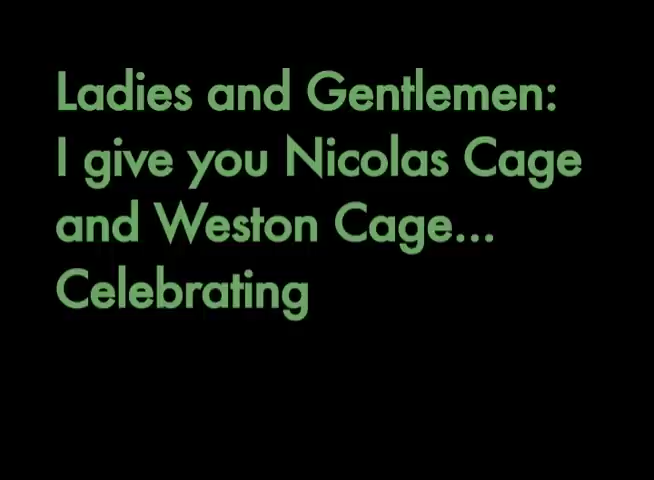 Ladies and Gentlemen:
I give you Nicolas Cage
and Weston Cage...
Celebrating